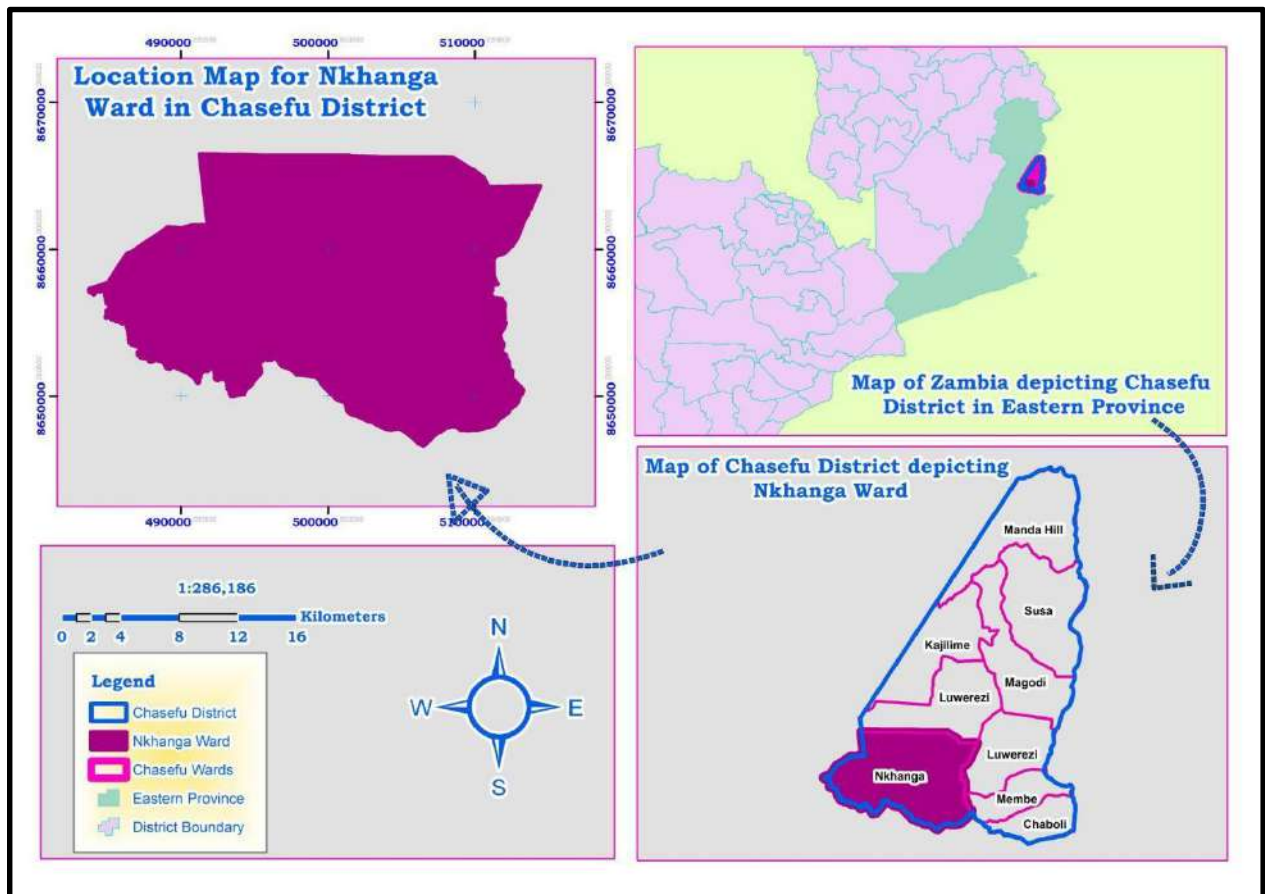 490000 500000 510000
Location Map for Nkhanga
Ward in Chasefu District
8670000
8660000
8650000
8670000
8660000
8650000
490000 500000 510000
Map of Zambia depicting Chasefu
District in Eastern Province
Map of Chasefu District depicting
Nkhanga Ward
Manda Hill
Susa
Kajilime
Magodi
Luwerezi
Luwerezi
Nkhanga
Membe
Chaboli
1:286,186
Kilometers
0 2 4 8 12 16
Legend
Chasefu District
Nkhanga Ward
Chasefu Wards
Eastern Province
District Boundary
N
W E
S